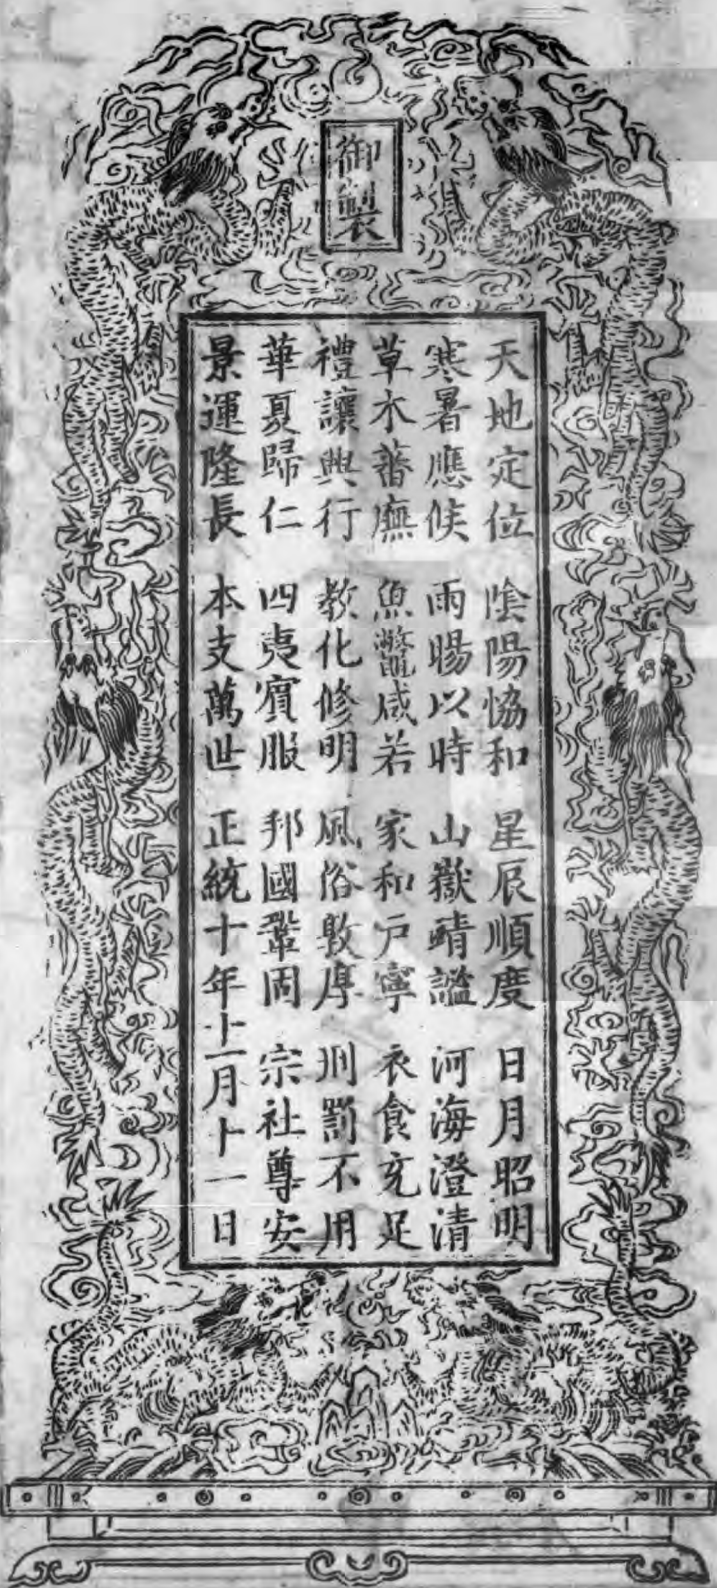 御製
天地定位 陰陽恊和 星辰順度 日月昭明
寒暑應候 雨暘以時 山嶽靖謐 河海澄清
草木蕃廡 魚鼈咸若 家和戶寧 衣食充足
禮讓興行 教化修明 風俗敦厚 刑罰不用
華夏歸仁 四夷賓服 邦國鞏固 宗社尊安
景運隆長 本支萬世 正統十年十一月十一日